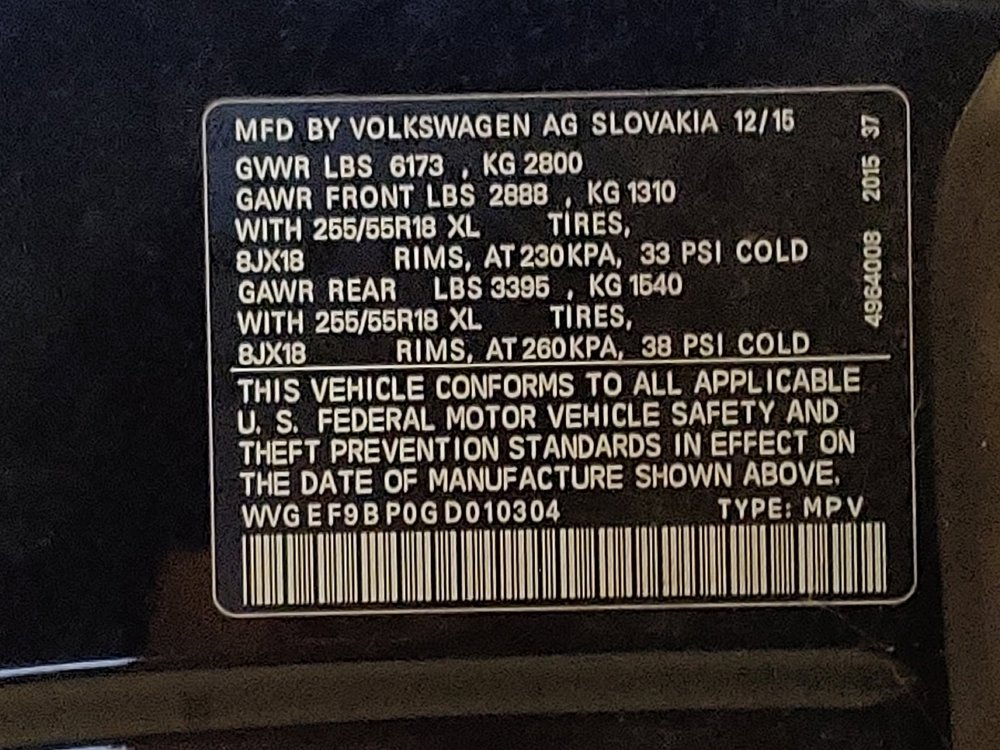 MFD BY VOLKSWAGEN AG SLOVAKIA 12/15
GVWR LBS 6173 , KG 2800
GAWR FRONT LBS 2888 , KG 1310
WITH 255/55R18 XL TIRES,
8JX18 RIMS, AT 230KPA, 33 PSI COLD
GAWR REAR LBS 3395 , KG 1540
WITH 255/55R18 XL TIRES,
8JX18 RIMS, AT 260KPA, 38 PSI COLD
THIS VEHICLE CONFORMS TO ALL APPLICABLE
U. S. FEDERAL MOTOR VEHICLE SAFETY AND
THEFT PREVENTION STANDARDS IN EFFECT ON
THE DATE OF MANUFACTURE SHOWN ABOVE.
WVGEF9BP0GD010304 TYPE: MPV
4964008 2015 37